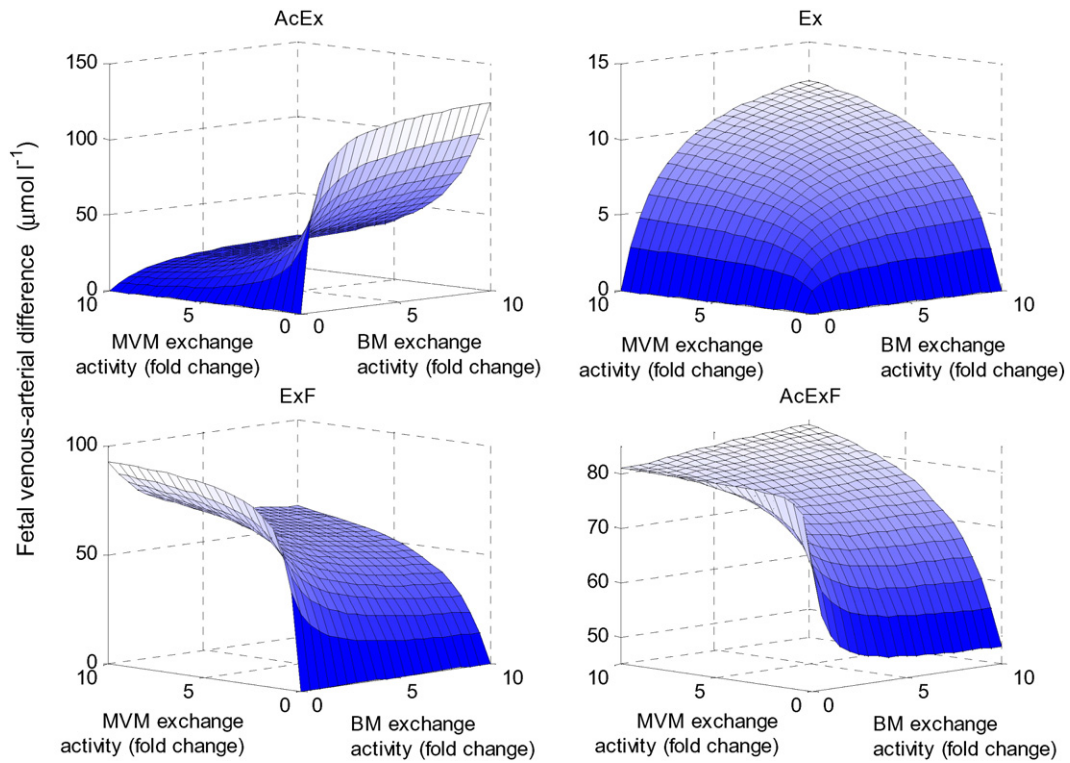 AcEx
Ex
Fetal venous-arterial difference (μmol l⁻¹)
150
100
50
0
10
5
0
0
5
10
MVM exchange
activity (fold change)
BM exchange
activity (fold change)
15
10
5
0
10
5
0
0
5
10
MVM exchange
activity (fold change)
BM exchange
activity (fold change)
ExF
AcExF
100
50
0
10
5
0
0
5
10
MVM exchange
activity (fold change)
BM exchange
activity (fold change)
80
70
60
50
10
5
0
0
5
10
MVM exchange
activity (fold change)
BM exchange
activity (fold change)